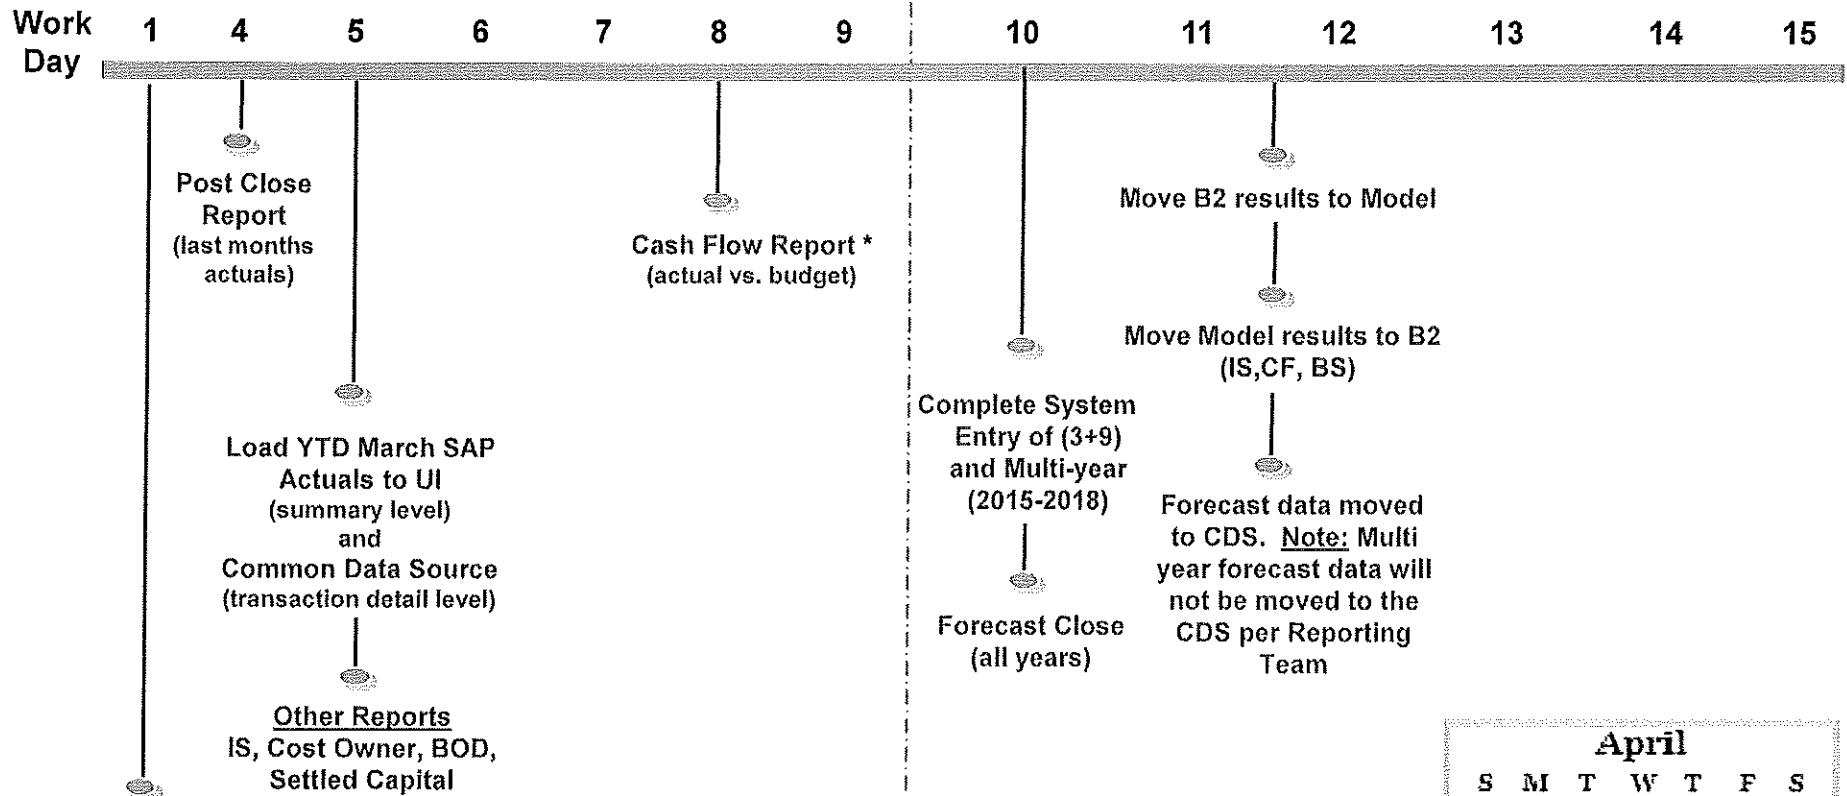 Work Day 1 4 5 6 7 8 9 10 11 12 13 14 15
Post Close
Report
(last months
actuals)
Load YTD March SAP
Actuals to UI
(summary level)
and
Common Data Source
(transaction detail level)
Other Reports
IS, Cost Owner, BOD,
Settled Capital
Cash Flow Report *
(actual vs. budget)
Complete System
Entry of (3+9)
and Multi-year
(2015-2018)
Forecast Close
(all years)
Move B2 results to Model
Move Model results to B2
(IS,CF, BS)
Forecast data moved
to CDS. Note: Multi
year forecast data will
not be moved to the
CDS per Reporting
Team
April
S M T W T F S